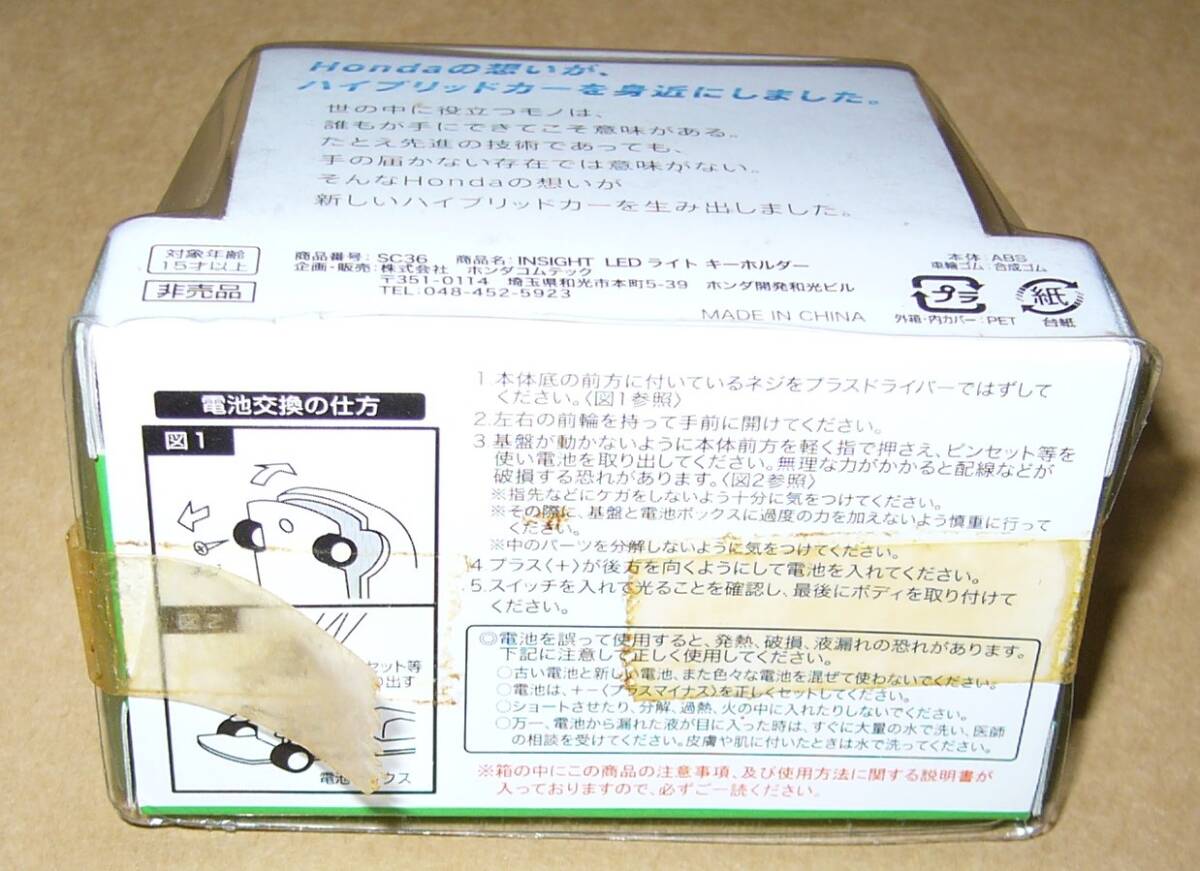 Hondaの想いが、
ハイブリッドカーを身近にしました。
世の中に役立つモノは、
誰もが手にできてこそ意味がある。
たとえ先進の技術であっても、
手の届かない存在では意味がない。
そんなHondaの想いが
新しいハイブリッドカーを生み出しました。
対象年齢
15才以上
非売品
商品番号：SC36　商品名：INSIGHT LED ライト キーホルダー
企画・販売：株式会社　ホンダコムテック
〒351-0114　埼玉県和光市本町5-39　ホンダ開発和光ビル
TEL:048-452-5923
MADE IN CHINA
本体：ABS
車輪ゴム：合成ゴム
プラ
外箱・内カバー：PET
紙
台紙
電池交換の仕方
図1
図2
セット等
り出す
電池 クス
1.本体底の前方に付いているネジをプラスドライバーではずして
ください。〈図1参照〉
2.左右の前輪を持って手前に開けてください。
3 基盤が動かないように本体前方を軽く指で押さえ、ピンセット等を
使い電池を取り出してください。無理な力がかかると配線などが
破損する恐れがあります。〈図2参照〉
※指先などにケガをしないよう十分に気をつけてください。
※その際に、基盤と電池ボックスに過度の力を加えないよう慎重に行って
ください。
※中のパーツを分解しないように気をつけてください。
4 プラス〈+〉が後方を向くようにして電池を入れてください。
5.スイッチを入れて光ることを確認し、最後にボディを取り付けて
ください。
◎電池を誤って使用すると、発熱、破損、液漏れの恐れがあります。
下記に注意して正しく使用してください。
○古い電池と新しい電池、また色々な電池を混ぜて使わないでください。
○電池は、+－〈プラスマイナス〉を正しくセットしてください。
○ショートさせたり、分解、過熱、火の中に入れたりしないでください。
○万一、電池から漏れた液が目に入った時は、すぐに大量の水で洗い、医師
の相談を受けてください。皮膚や肌に付いたときは水で洗ってください。
※箱の中にこの商品の注意事項、及び使用方法に関する説明書が
入っておりますので、必ずご一読ください。